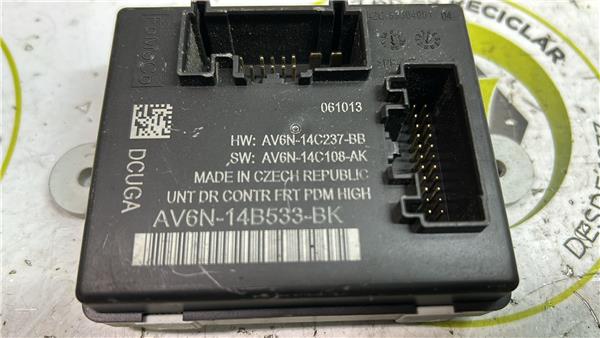 061013
HW: AV6N-14C237-BB
SW: AV6N-14C108-AK
MADE IN CZECH REPUBLIC
UNT DR CONTR FRT PDM HIGH
AV6N-14B533-BK
DCUGA
RECICLAR